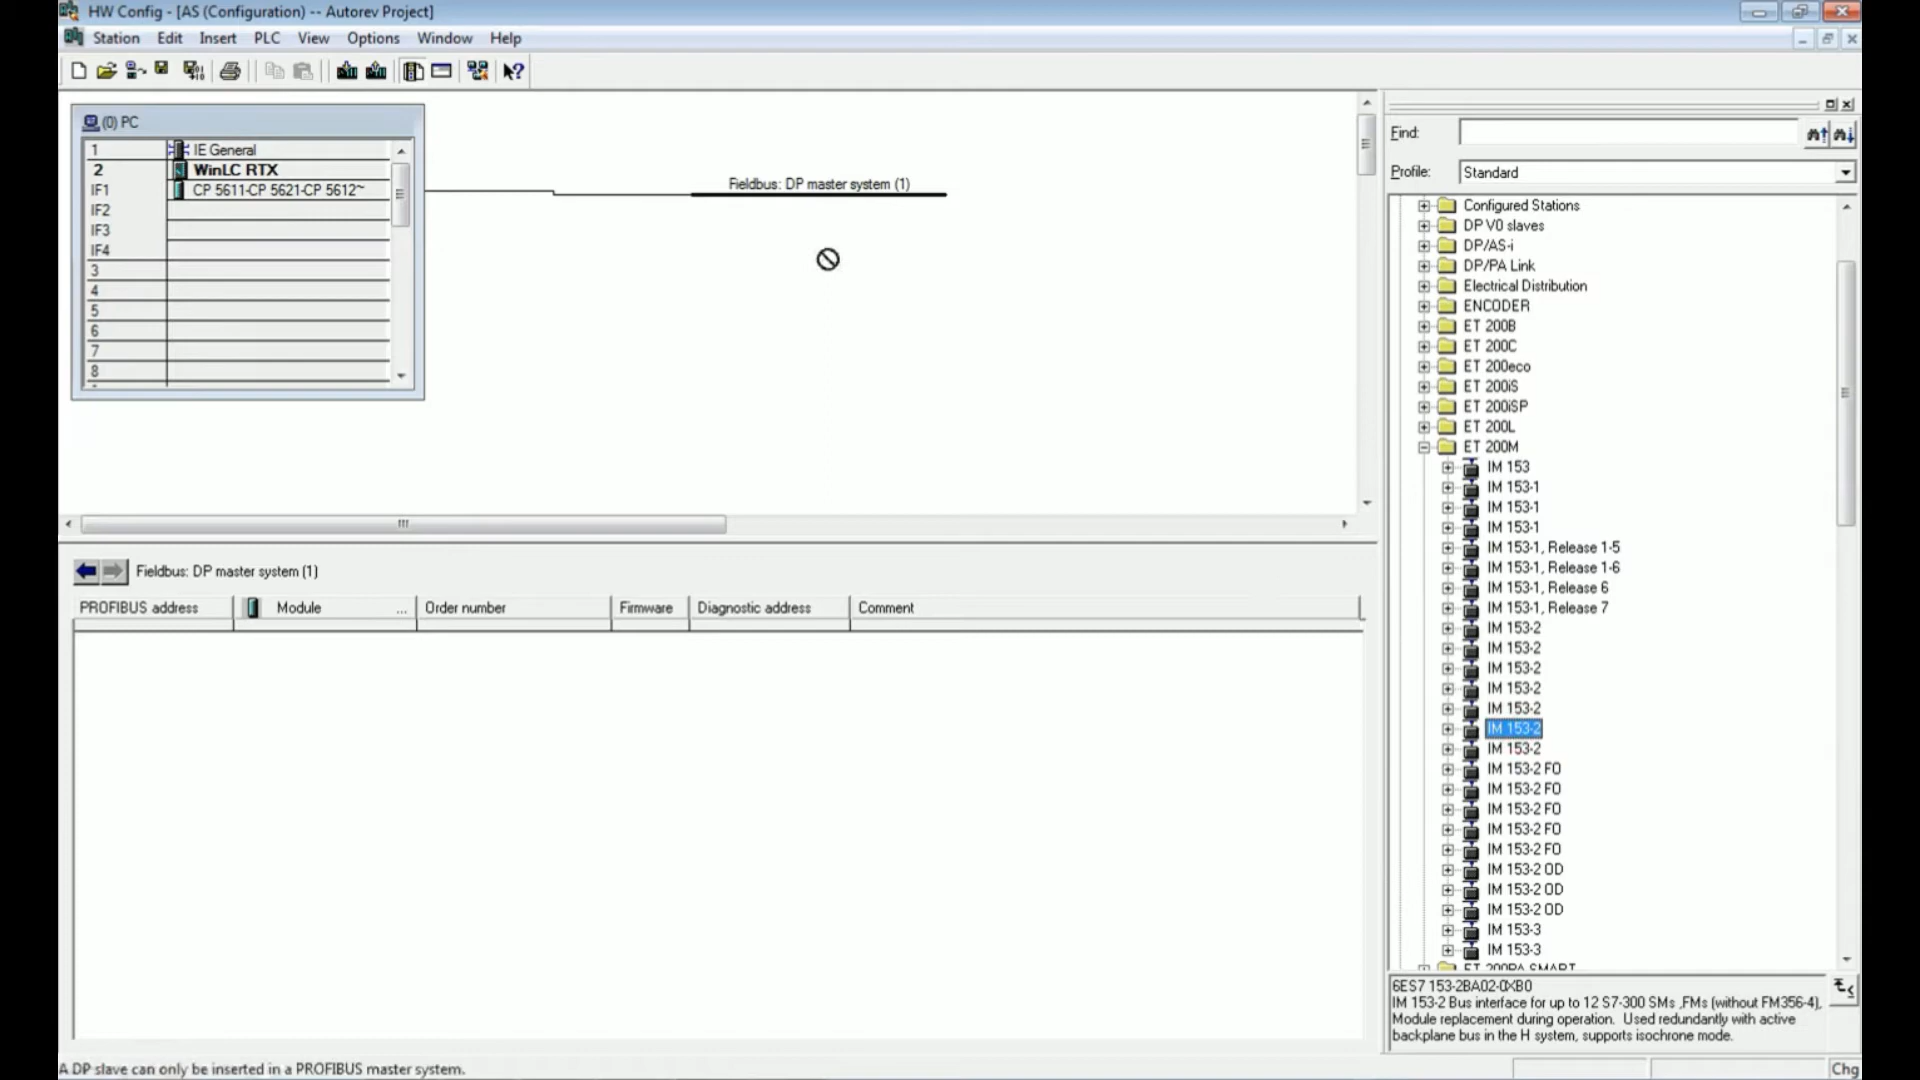 HW Config - [AS (Configuration) -- Autorev Project]
Station Edit Insert PLC View Options Window Help
(0) PC
1 IE General
2 WinLC RTX
IF1 CP 5611-CP 5621-CP 5612~
IF2
IF3
IF4
3
4
5
6
7
8
Fieldbus: DP master system (1)
Find:
Profile: Standard
Configured Stations
DP V0 slaves
DP/AS-i
DP/PA Link
Electrical Distribution
ENCODER
ET 200B
ET 200C
ET 200eco
ET 200iS
ET 200iSP
ET 200L
ET 200M
IM 153
IM 153-1
IM 153-1
IM 153-1
IM 153-1, Release 1-5
IM 153-1, Release 1-6
IM 153-1, Release 6
IM 153-1, Release 7
IM 153-2
IM 153-2
IM 153-2
IM 153-2
IM 153-2
IM 153-2
IM 153-2
IM 153-2 FO
IM 153-2 FO
IM 153-2 FO
IM 153-2 FO
IM 153-2 FO
IM 153-2 OD
IM 153-2 OD
IM 153-2 OD
IM 153-3
IM 153-3
ET 200PA SMART
6ES7 153-2BA02-0XB0
IM 153-2 Bus interface for up to 12 S7-300 SMs ,FMs (without FM356-4),
Module replacement during operation. Used redundantly with active
backplane bus in the H system, supports isochrone mode.
Fieldbus: DP master system (1)
PROFIBUS address Module ... Order number Firmware Diagnostic address Comment
A DP slave can only be inserted in a PROFIBUS master system.
Chg